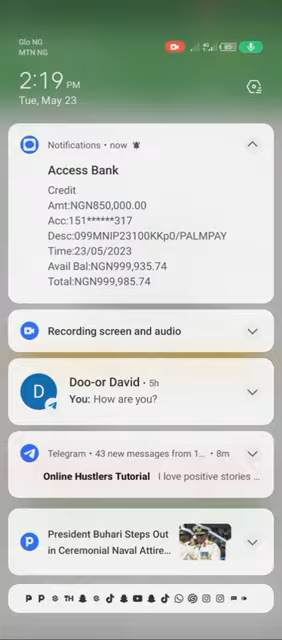 Glo NG
MTN NG
2:19 PM
Tue, May 23
Notifications • now
Access Bank
Credit
Amt:NGN850,000.00
Acc:151******317
Desc:099MNIP23100KKp0/PALMPAY
Time:23/05/2023
Avail Bal:NGN999,935.74
Total:NGN999,985.74
Recording screen and audio
D
Doo-or David • 5h
You: How are you?
Telegram • 43 new messages from 1... • 8m
Online Hustlers Tutorial I love positive stories ...
President Buhari Steps Out
in Ceremonial Naval Attire...